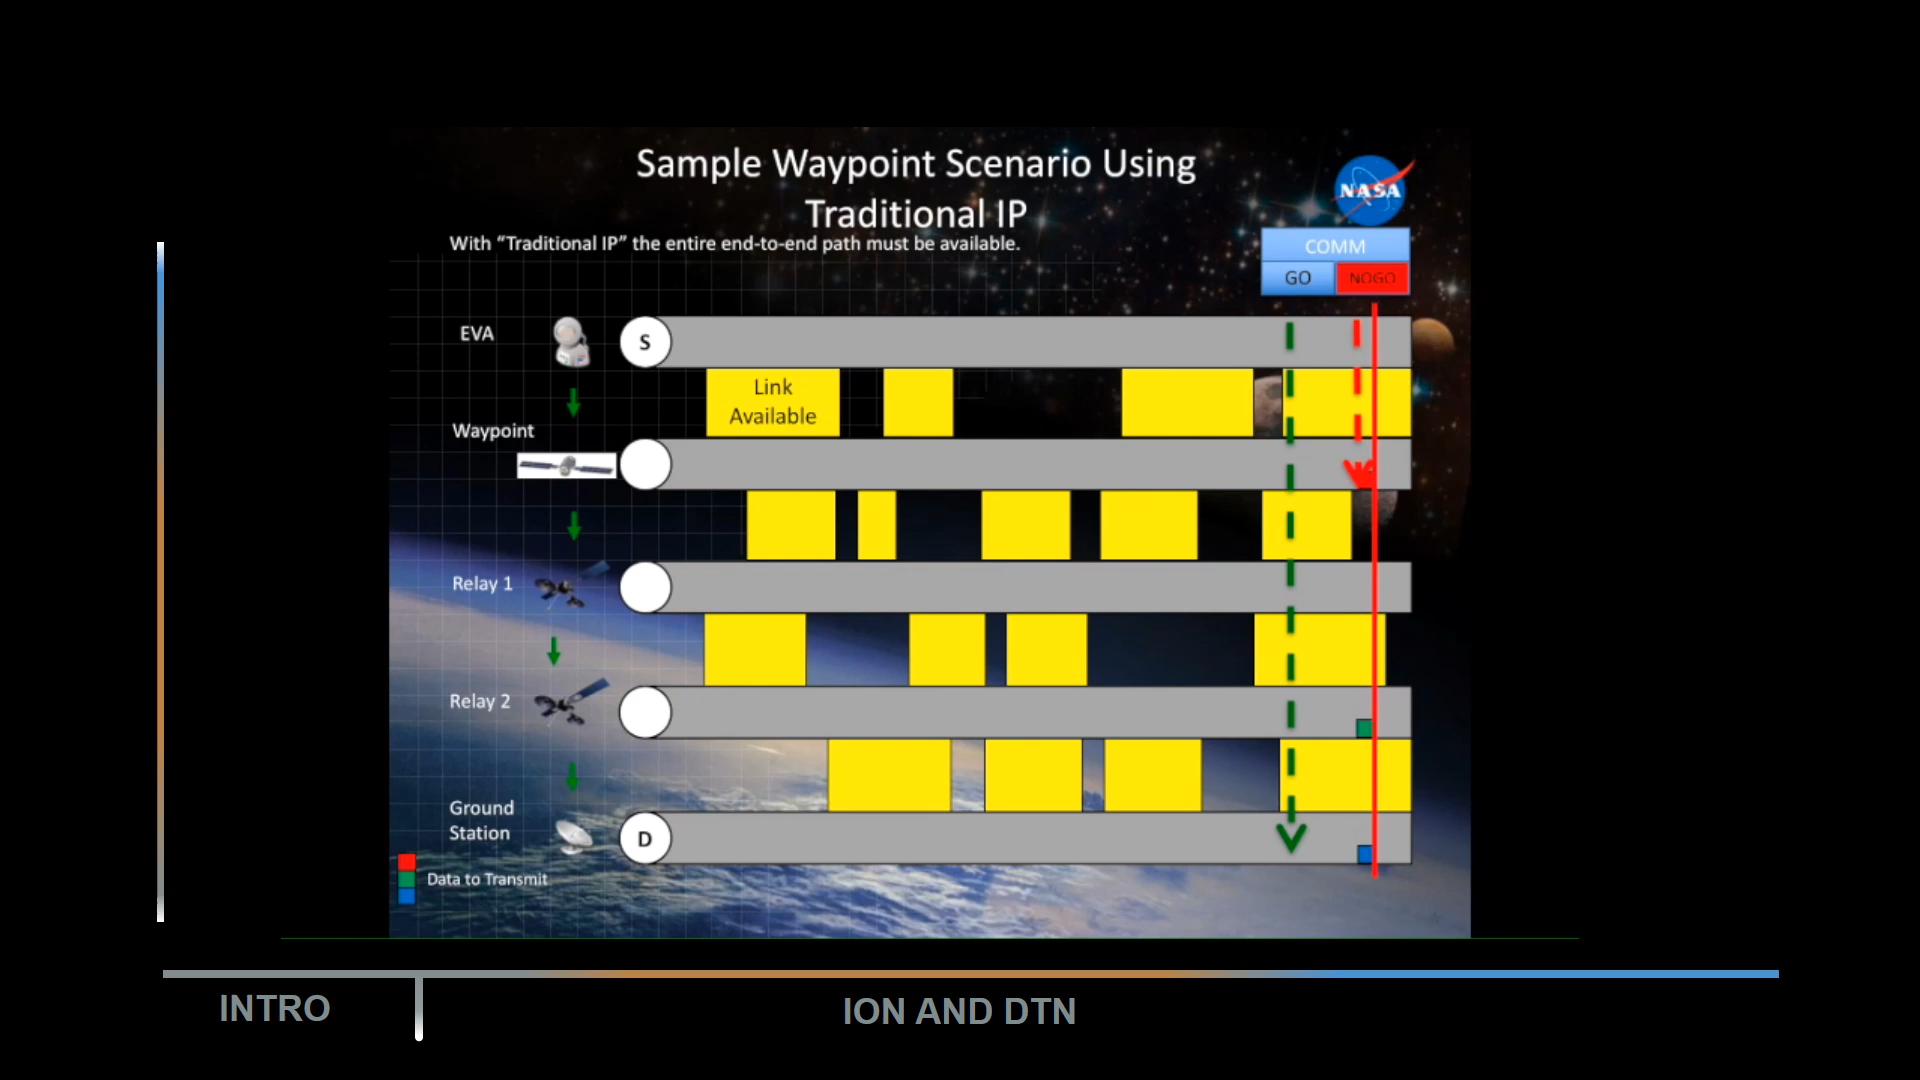 Sample Waypoint Scenario Using
Traditional IP
NASA
With “Traditional IP” the entire end-to-end path must be available.
COMM
GO
NOGO
EVA
S
Link
Available
Waypoint
Relay 1
Relay 2
Ground
Station
D
Data to Transmit
INTRO
ION AND DTN